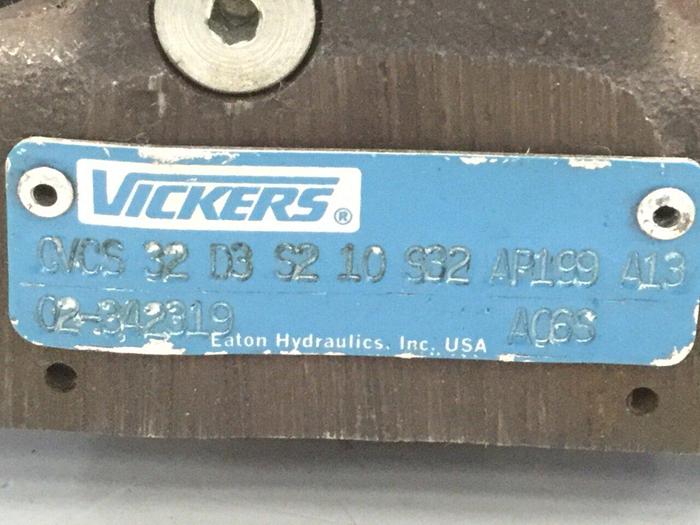 VICKERS®
CVCS 32 D3 S2 10 S32 AP199 A13
02-342319
AC6S
Eaton Hydraulics, Inc. USA